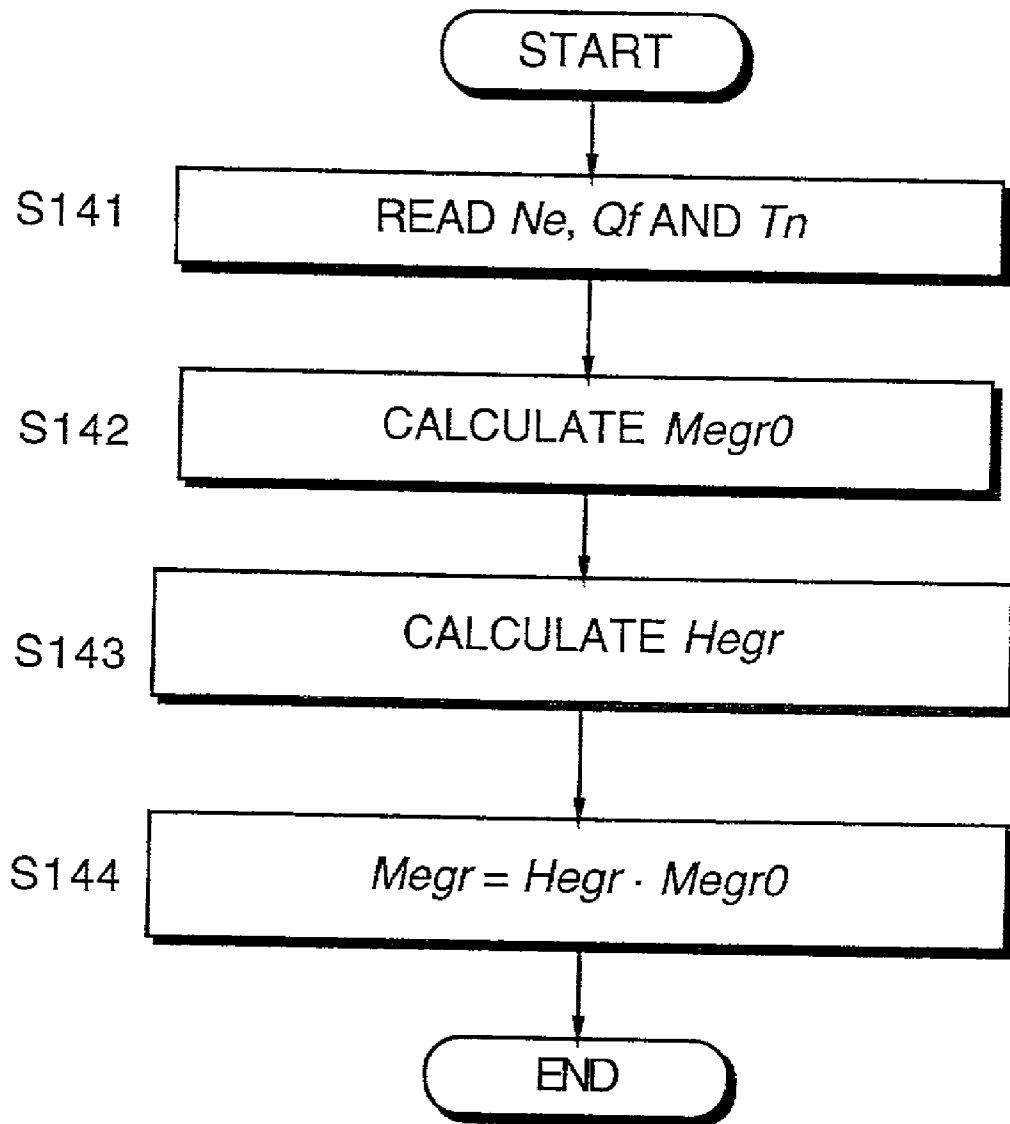 START
S141
READ Ne, Qf AND Tn
S142
CALCULATE Megr0
S143
CALCULATE Hegr
S144
Megr = Hegr · Megr0
END